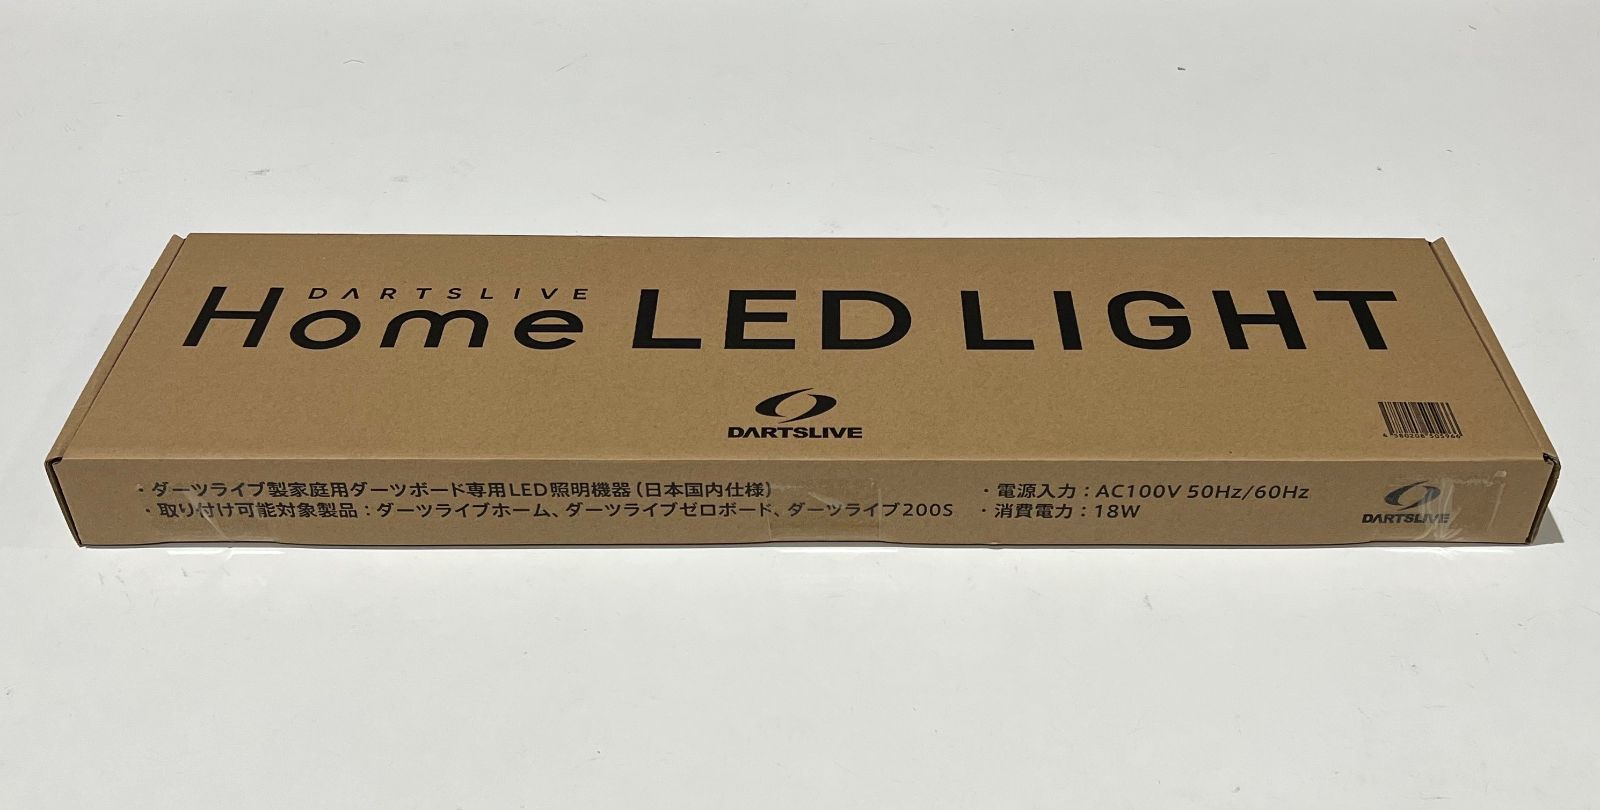 DARTSLIVE
Home LED LIGHT
DARTSLIVE
4 580208 505966
・ダーツライブ製家庭用ダーツボード専用LED照明機器（日本国内仕様）
・取り付け可能対象製品：ダーツライブホーム、ダーツライブゼロボード、ダーツライブ200S
・電源入力：AC100V 50Hz/60Hz
・消費電力：18W
DARTSLIVE